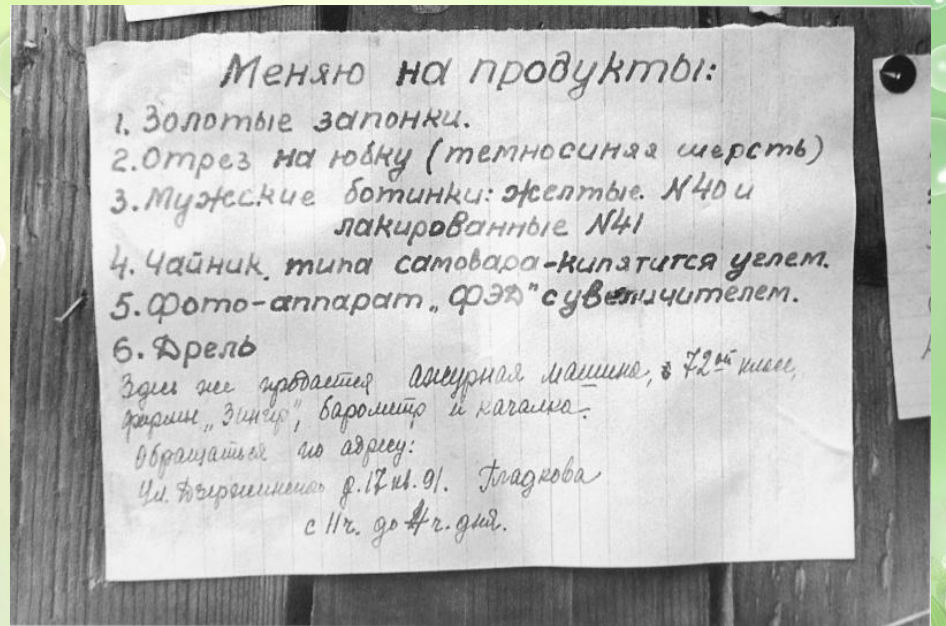 Меняю на продукты:
1. Золотые запонки.
2. Отрез на юбку (темносиняя шерсть)
3. Мужские ботинки: желтые N40 и
лакированные N41
4. Чайник типа самовара-кипятится углем.
5. Фото-аппарат „ФЭД" с увеличителем.
6. Дрель
Здесь же продается ажурная машина, 72ой класс,
фирмы „Зингер", барометр и качалка.
Обращаться по адресу:
Ул. Дзержинского д.17 кв.91. Гладкова
с 11ч. до 4ч. дня.